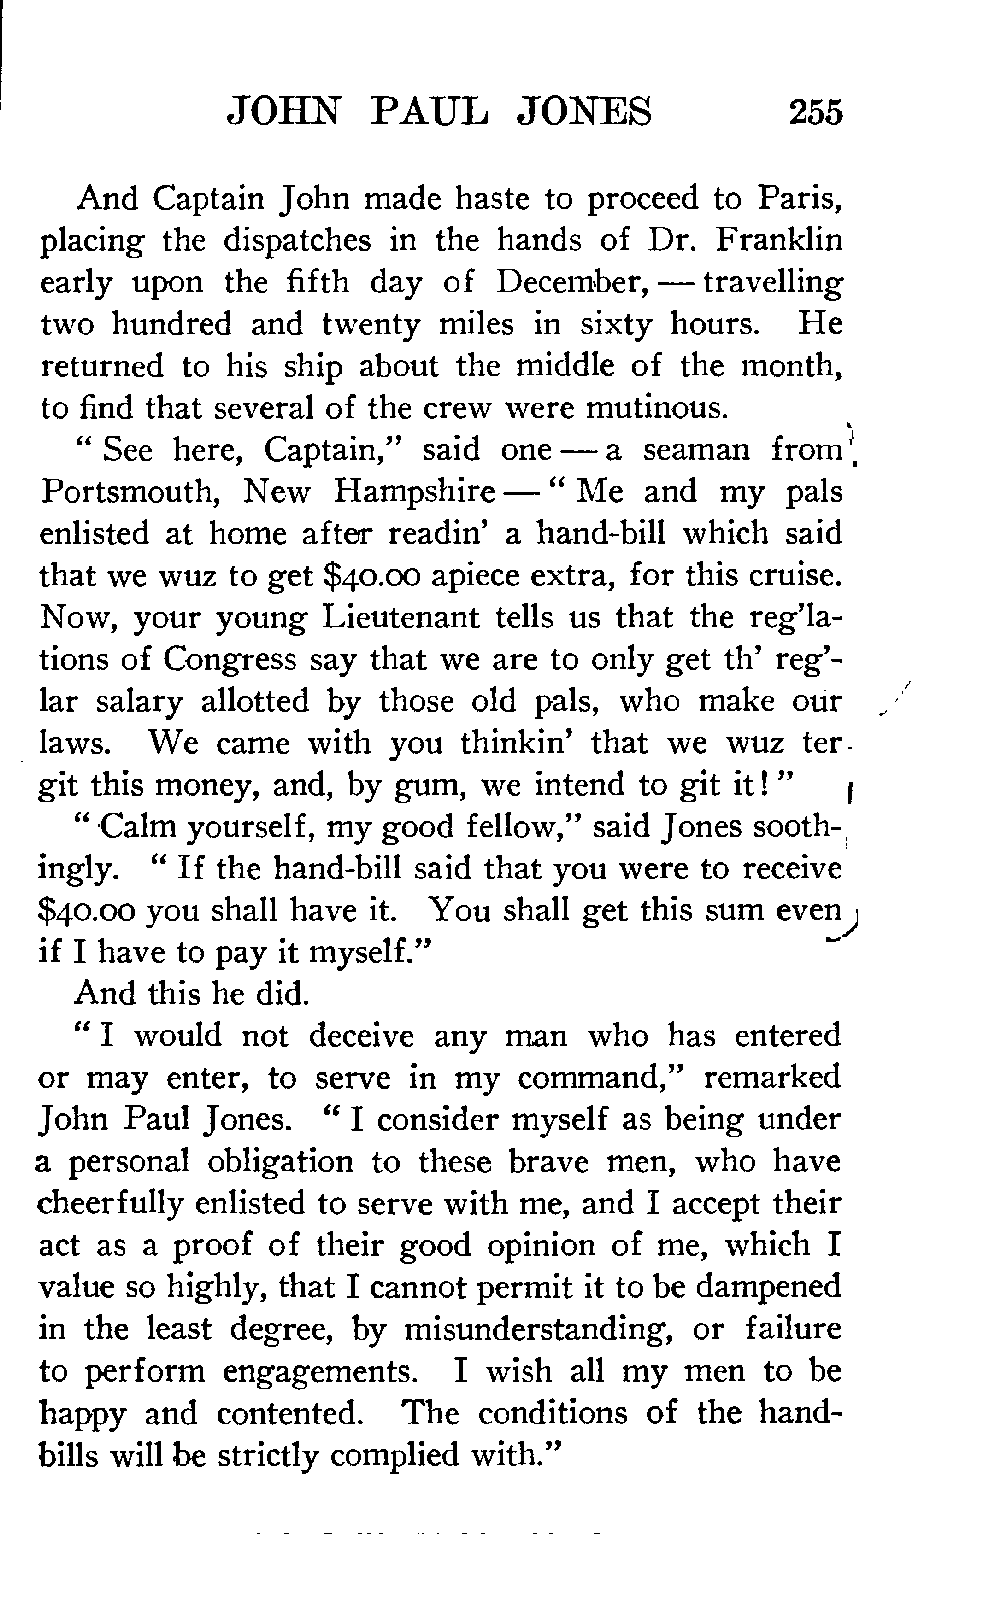 JOHN PAUL JONES 255
And Captain John made haste to proceed to Paris,
placing the dispatches in the hands of Dr. Franklin
early upon the fifth day of December, — travelling
two hundred and twenty miles in sixty hours. He
returned to his ship about the middle of the month,
to find that several of the crew were mutinous.
“ See here, Captain,” said one — a seaman from
Portsmouth, New Hampshire — “ Me and my pals
enlisted at home after readin’ a hand-bill which said
that we wuz to get $40.00 apiece extra, for this cruise.
Now, your young Lieutenant tells us that the reg’la-
tions of Congress say that we are to only get th’ reg’-
lar salary allotted by those old pals, who make our
laws. We came with you thinkin’ that we wuz ter
git this money, and, by gum, we intend to git it! ”
“ Calm yourself, my good fellow,” said Jones sooth-
ingly. “ If the hand-bill said that you were to receive
$40.00 you shall have it. You shall get this sum even
if I have to pay it myself.”
And this he did.
“ I would not deceive any man who has entered
or may enter, to serve in my command,” remarked
John Paul Jones. “ I consider myself as being under
a personal obligation to these brave men, who have
cheerfully enlisted to serve with me, and I accept their
act as a proof of their good opinion of me, which I
value so highly, that I cannot permit it to be dampened
in the least degree, by misunderstanding, or failure
to perform engagements. I wish all my men to be
happy and contented. The conditions of the hand-
bills will be strictly complied with.”